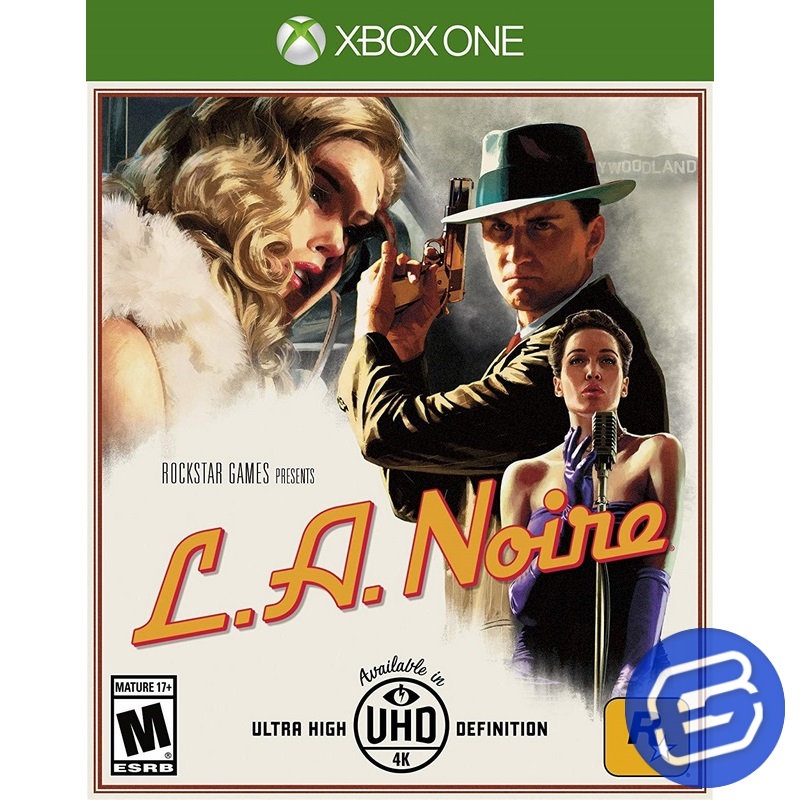 XBOX ONE
YWOODLAND
ROCKSTAR GAMES PRESENTS
L.A. Noire
Available in
ULTRA HIGH UHD DEFINITION
4K
MATURE 17+
M
ESRB
R